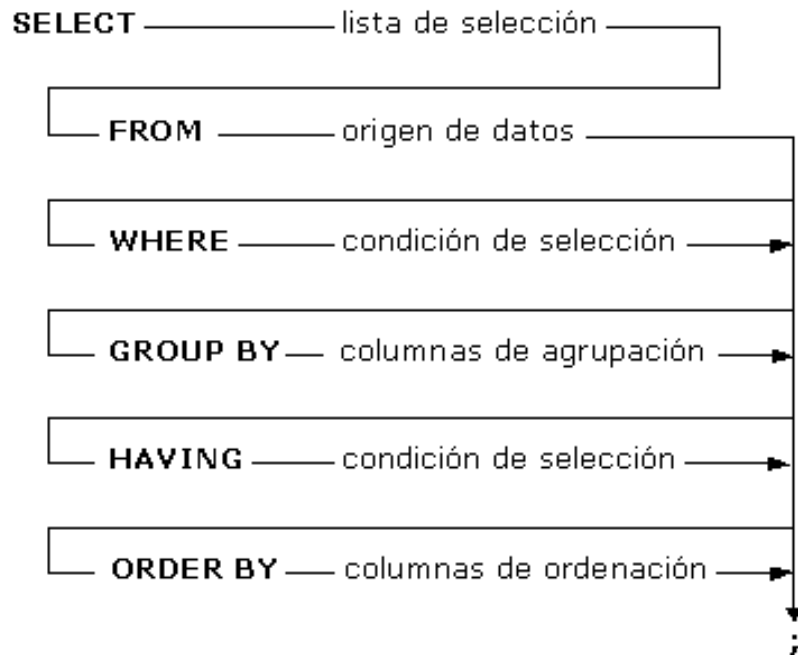 SELECT lista de selección
FROM origen de datos
WHERE condición de selección
GROUP BY columnas de agrupación
HAVING condición de selección
ORDER BY columnas de ordenación
;